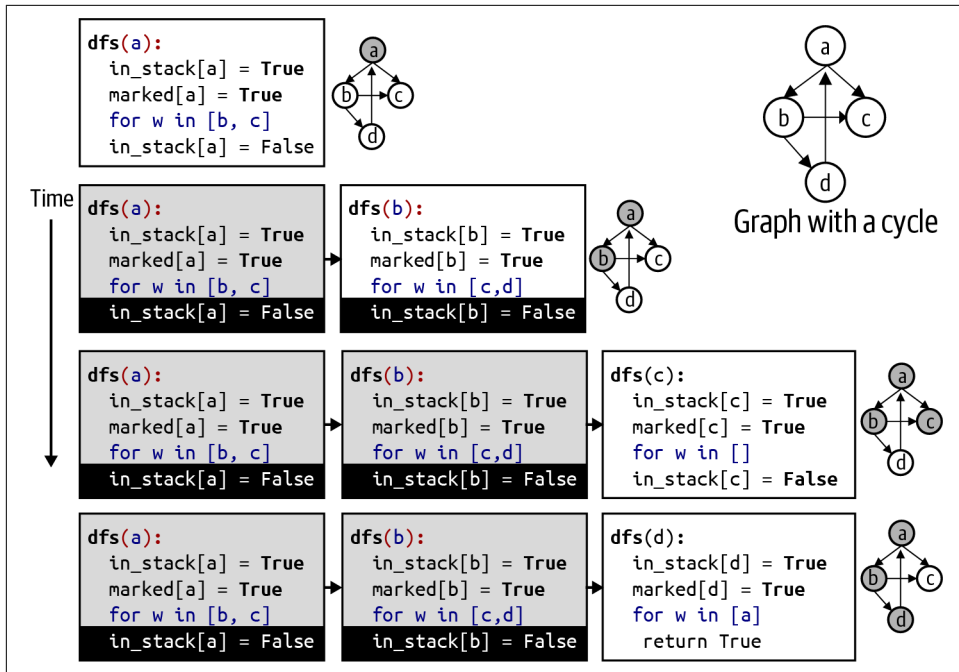 dfs(a):
in_stack[a] = True
marked[a] = True
for w in [b, c]
in_stack[a] = False
a
b
c
d
a
b
c
d
Graph with a cycle
Time
dfs(a):
in_stack[a] = True
marked[a] = True
for w in [b, c]
in_stack[a] = False
dfs(b):
in_stack[b] = True
marked[b] = True
for w in [c,d]
in_stack[b] = False
a
b
c
d
dfs(a):
in_stack[a] = True
marked[a] = True
for w in [b, c]
in_stack[a] = False
dfs(b):
in_stack[b] = True
marked[b] = True
for w in [c,d]
in_stack[b] = False
dfs(c):
in_stack[c] = True
marked[c] = True
for w in []
in_stack[c] = False
a
b
c
d
dfs(a):
in_stack[a] = True
marked[a] = True
for w in [b, c]
in_stack[a] = False
dfs(b):
in_stack[b] = True
marked[b] = True
for w in [c,d]
in_stack[b] = False
dfs(d):
in_stack[d] = True
marked[d] = True
for w in [a]
return True
a
b
c
d